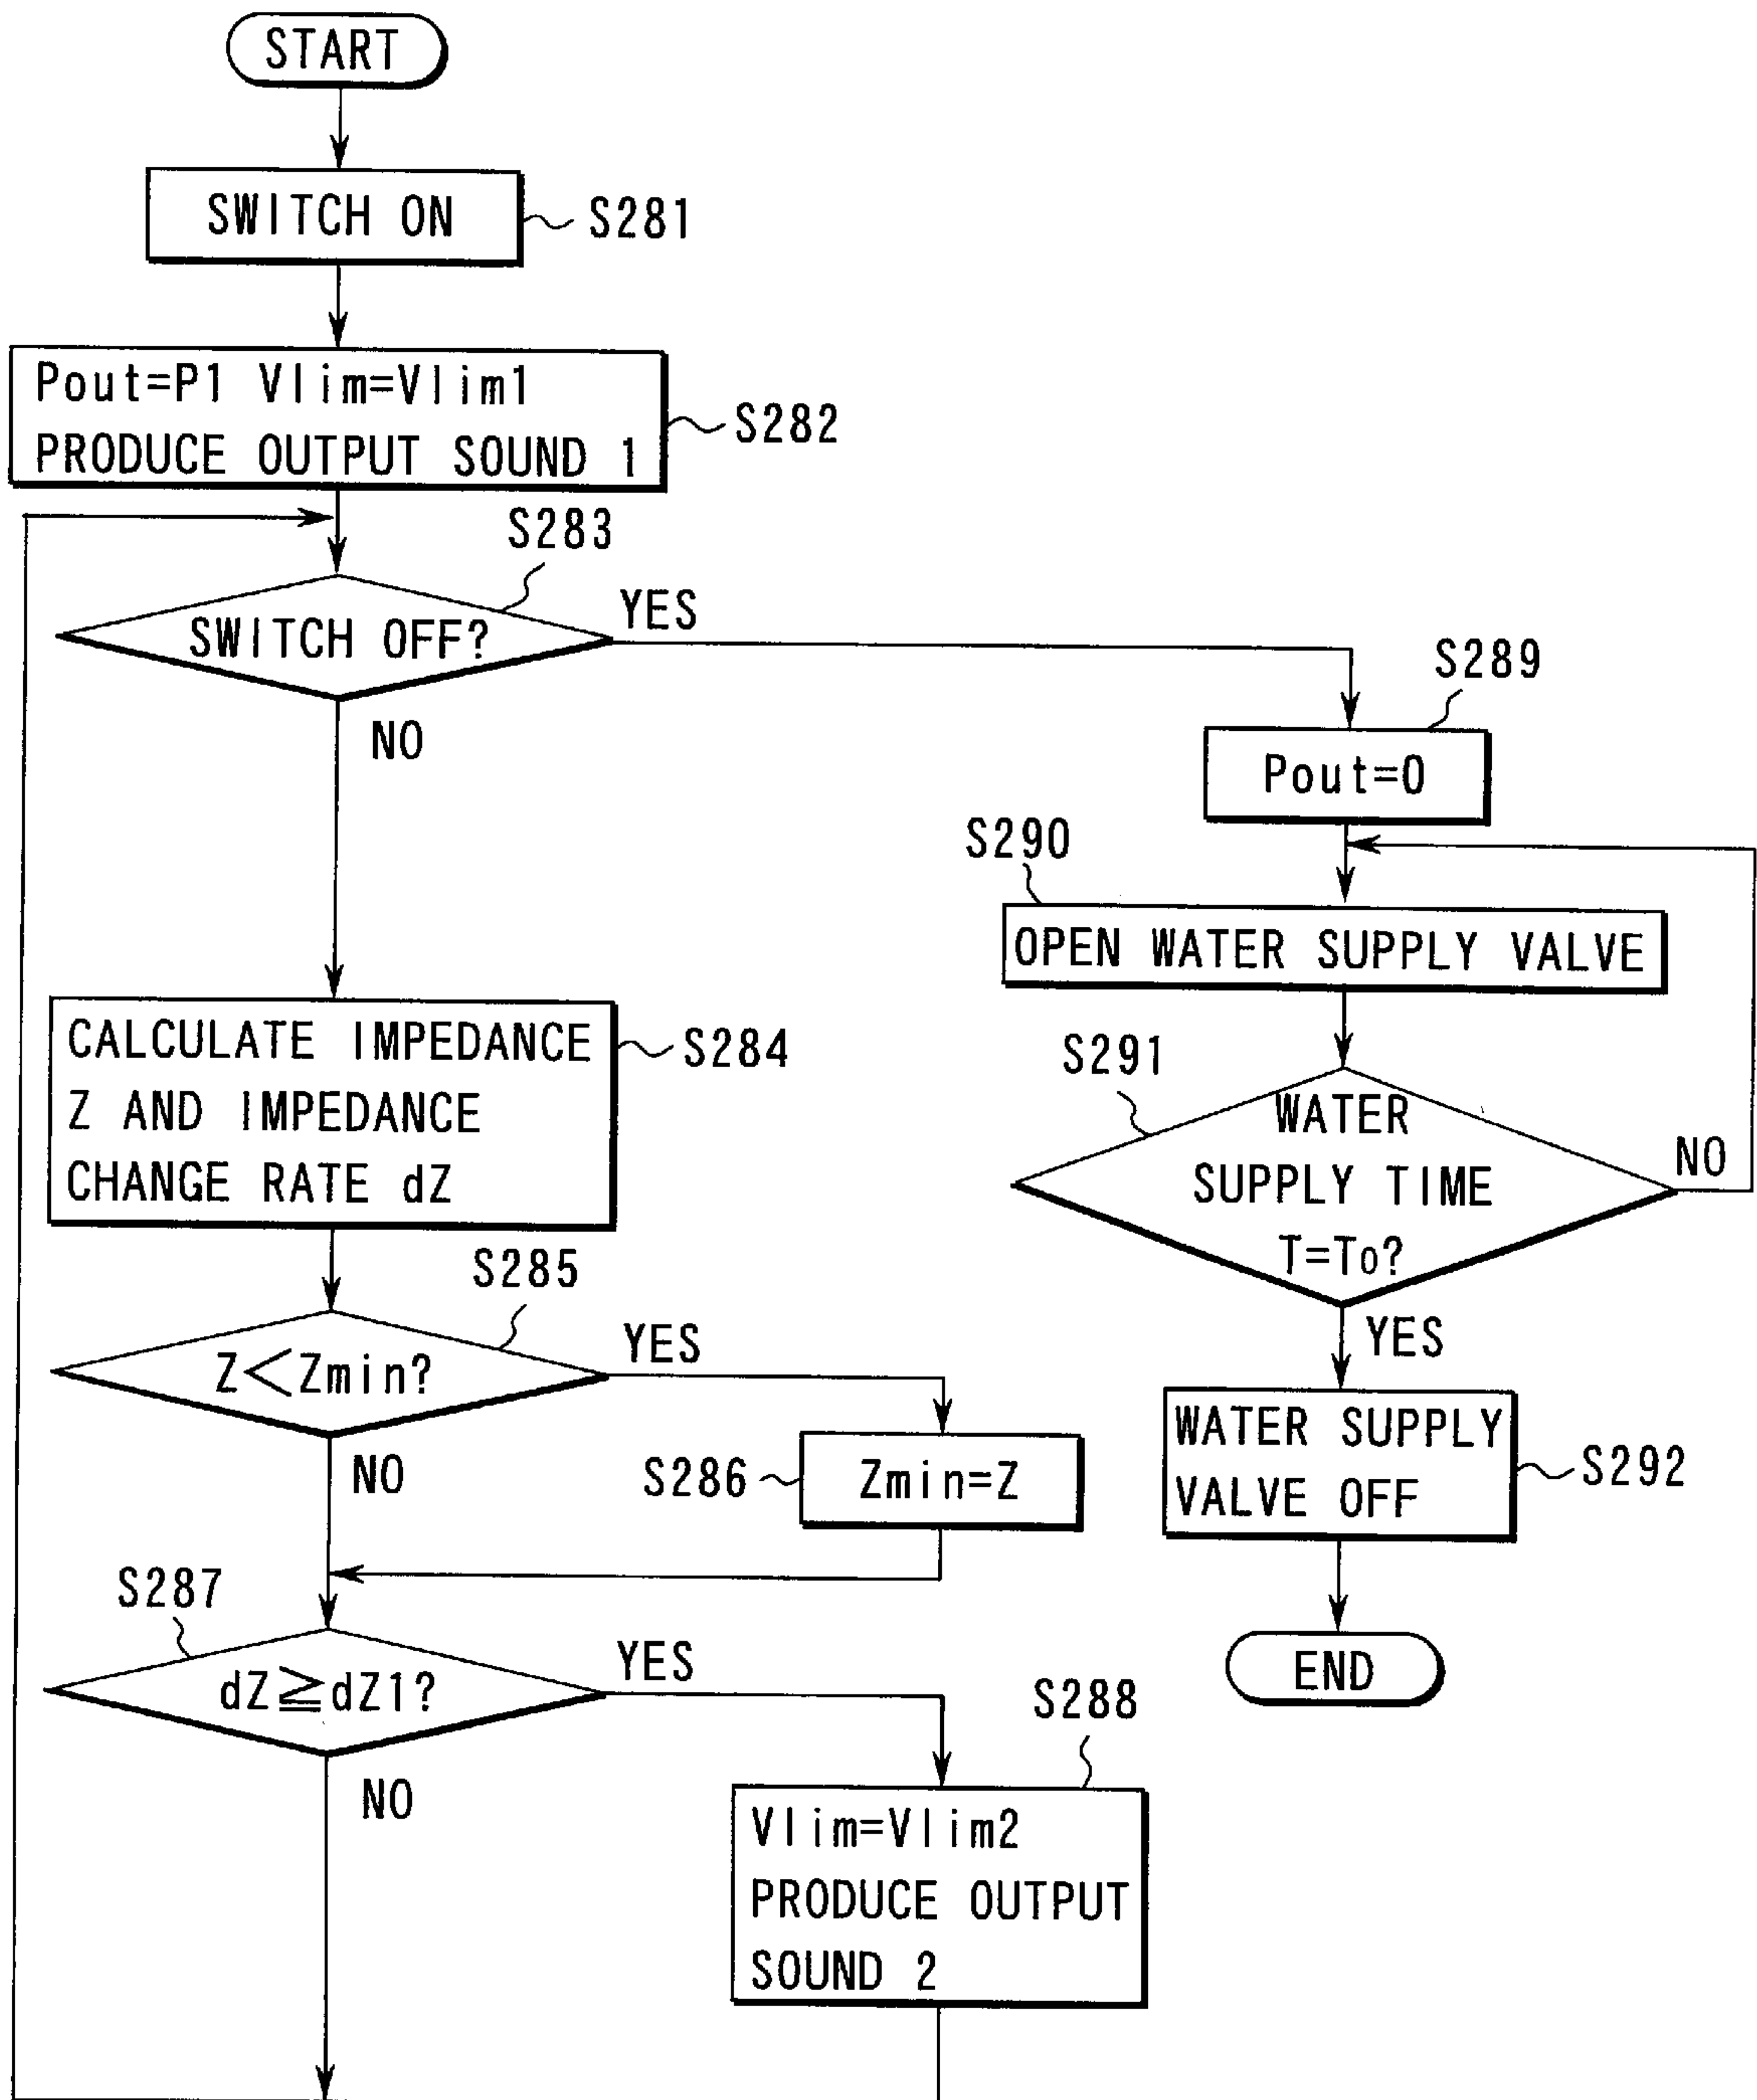 START
SWITCH ON
S281
Pout=P1 Vlim=Vlim1
PRODUCE OUTPUT SOUND 1
S282
S283
SWITCH OFF?
YES
NO
S284
CALCULATE IMPEDANCE
Z AND IMPEDANCE
CHANGE RATE dZ
S285
Z<Zmin?
YES
NO
S286
Zmin=Z
S287
dZ≧dZ1?
YES
NO
S288
Vlim=Vlim2
PRODUCE OUTPUT
SOUND 2
S289
Pout=0
S290
OPEN WATER SUPPLY VALVE
S291
WATER
SUPPLY TIME
T=T0?
NO
YES
WATER SUPPLY
VALVE OFF
S292
END